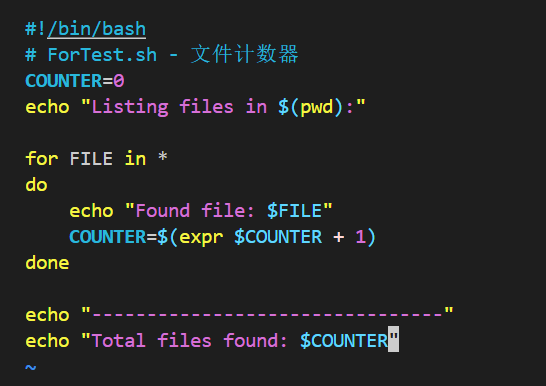 #!/bin/bash
# ForTest.sh - 文件计数器
COUNTER=0
echo "Listing files in $(pwd):"
for FILE in *
do
    echo "Found file: $FILE"
    COUNTER=$(expr $COUNTER + 1)
done
echo "--------------------------------"
echo "Total files found: $COUNTER"
~